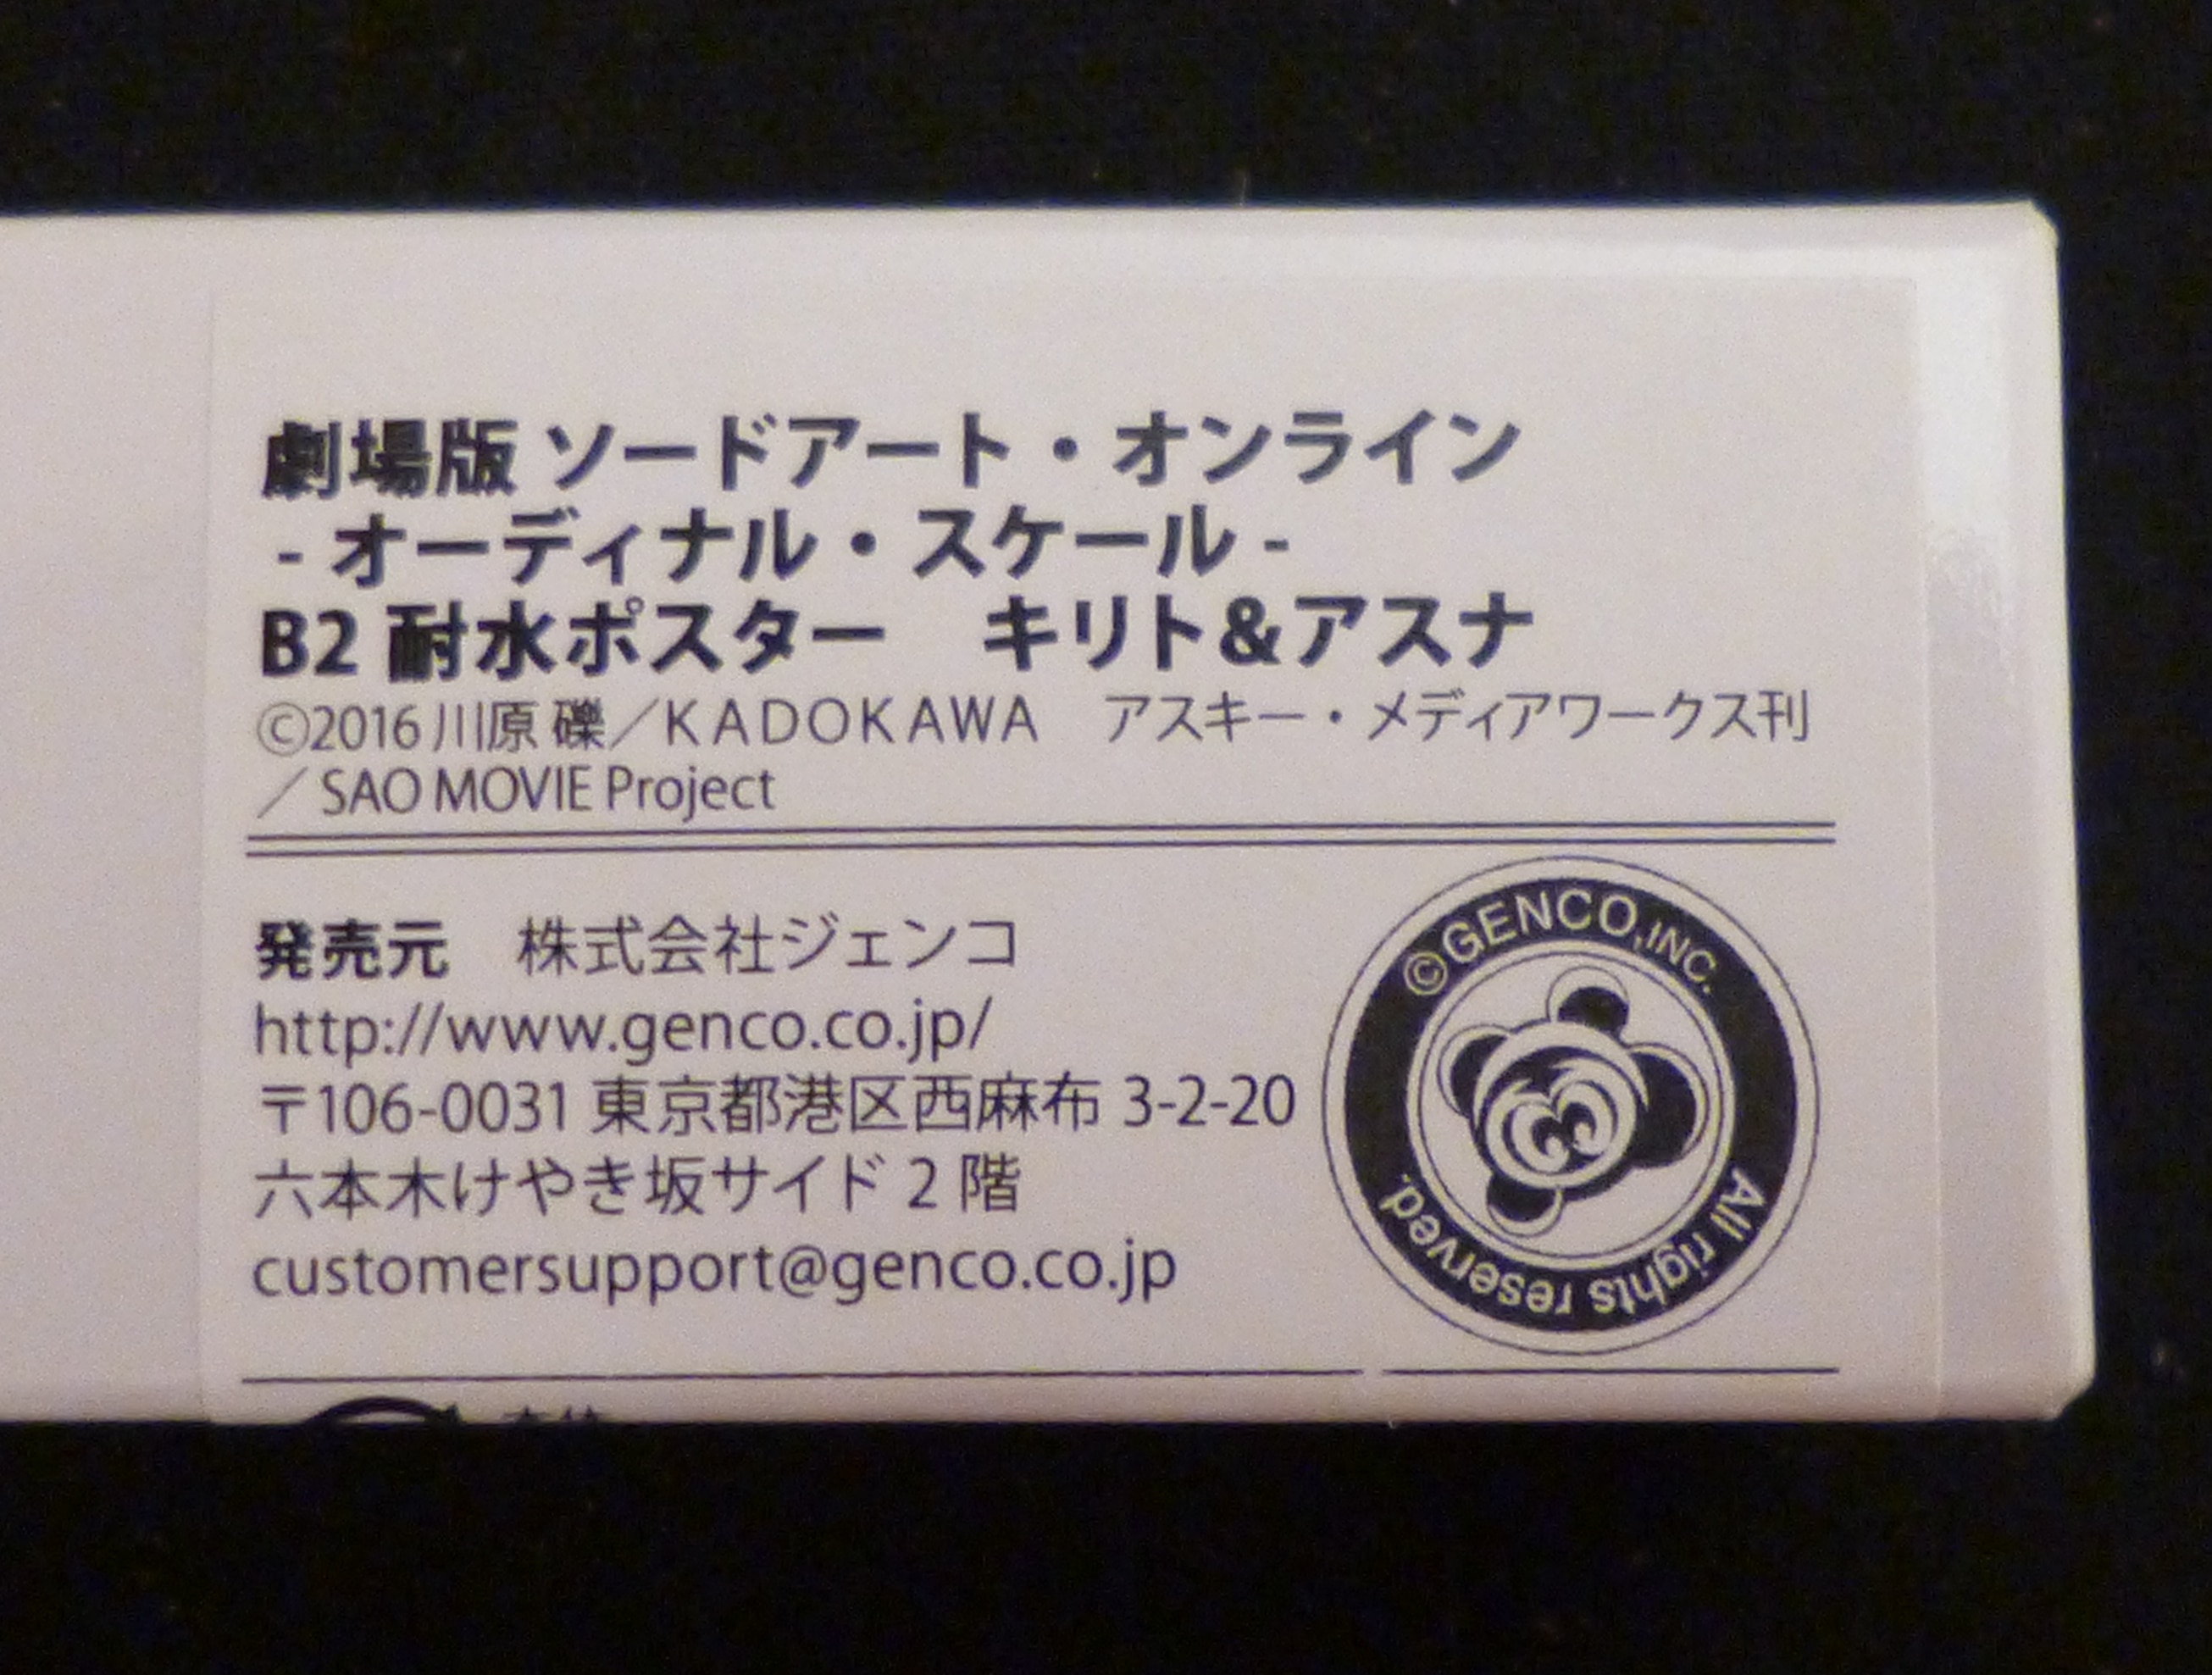 劇場版 ソードアート・オンライン
- オーディナル・スケール -
B2 耐水ポスター　キリト&アスナ
©2016 川原 礫／KADOKAWA　アスキー・メディアワークス刊
／SAO MOVIE Project
発売元　株式会社ジェンコ
http://www.genco.co.jp/
〒106-0031 東京都港区西麻布 3-2-20
六本木けやき坂サイド 2 階
customersupport@genco.co.jp
©GENCO,INC.
All rights reserved.